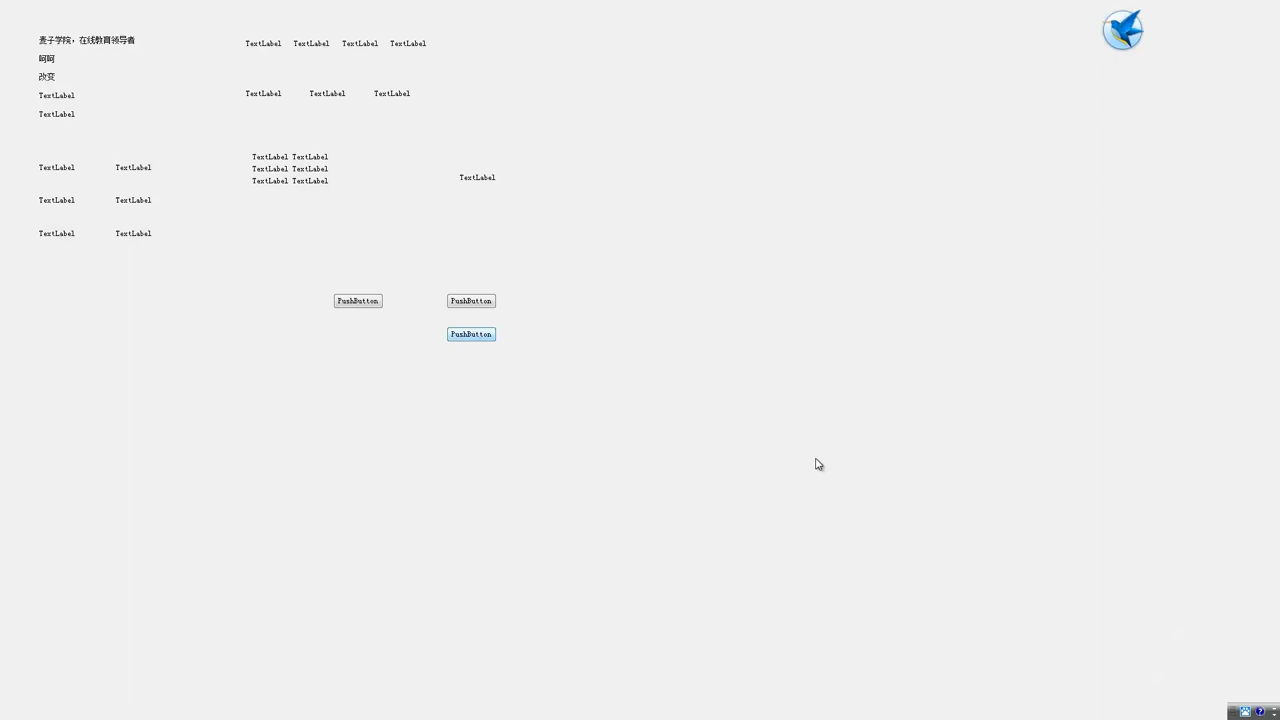 麦子学院，在线教育领导者
呵呵
改变
TextLabel
TextLabel
TextLabel TextLabel TextLabel TextLabel
TextLabel TextLabel TextLabel
TextLabel TextLabel
TextLabel TextLabel
TextLabel TextLabel
TextLabel TextLabel
TextLabel TextLabel
TextLabel TextLabel
TextLabel
PushButton PushButton
PushButton